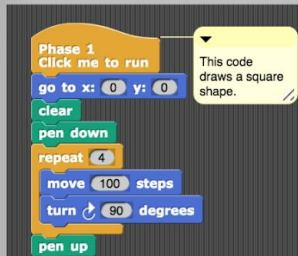 Phase 1
Click me to run
This code
draws a square
shape.
go to x: 0 y: 0
clear
pen down
repeat 4
move 100 steps
turn 90 degrees
pen up